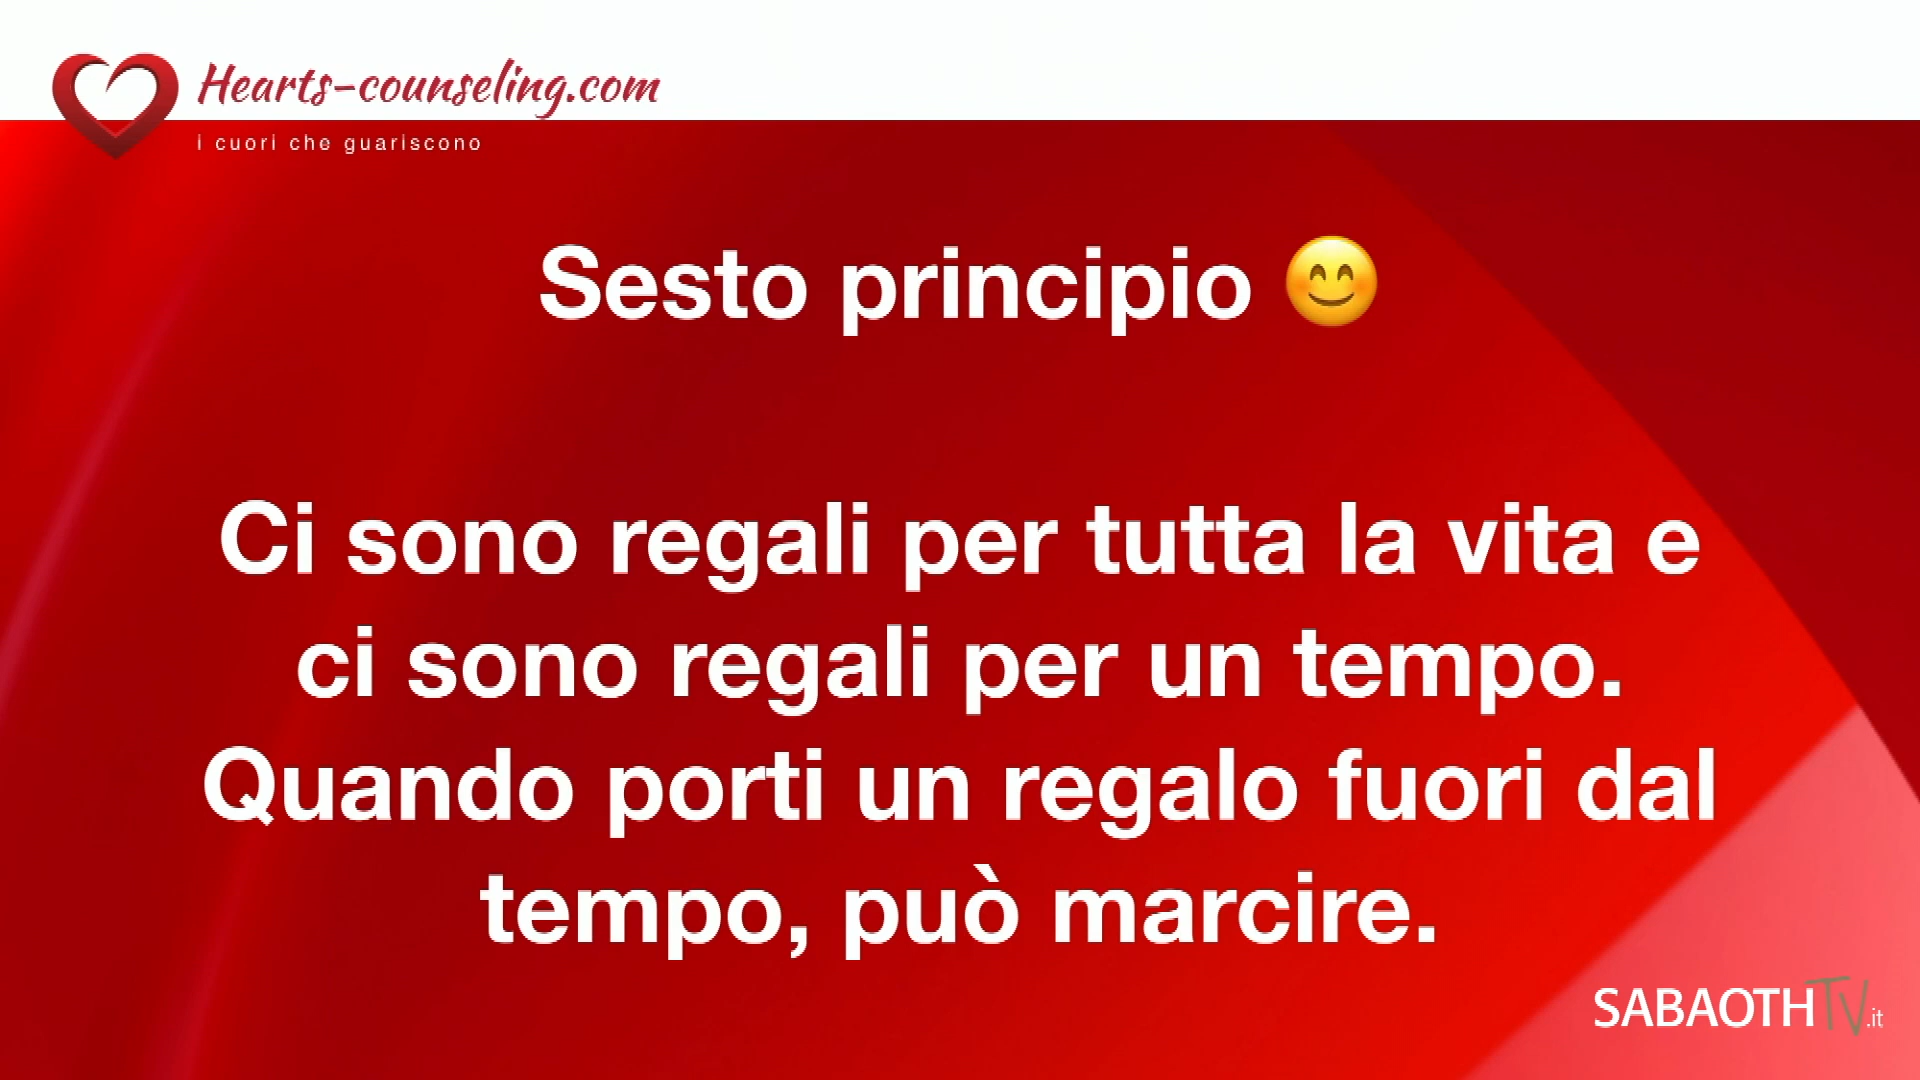 Hearts-counseling.com
i cuori che guariscono
Sesto principio 😊
Ci sono regali per tutta la vita e
ci sono regali per un tempo.
Quando porti un regalo fuori dal
tempo, può marcire.
SABAOTHTV.it